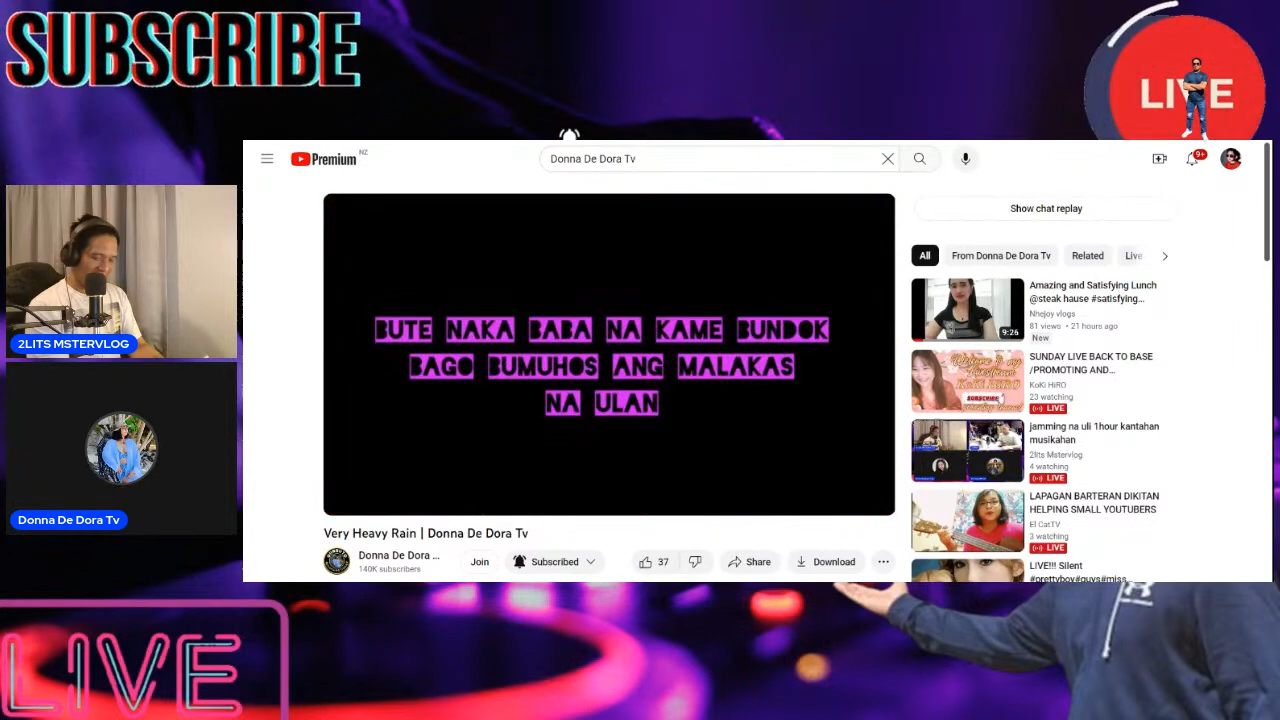 SUBSCRIBE
LIVE
Premium NZ
Donna De Dora Tv
9+
2LITS MSTERVLOG
Donna De Dora Tv
BUTE NAKA BABA NA KAME BUNDOK
BAGO BUMUHOS ANG MALAKAS
NA ULAN
Very Heavy Rain | Donna De Dora Tv
Donna De Dora ...
140K subscribers
Join
Subscribed
37
Share
Download
Show chat replay
All
From Donna De Dora Tv
Related
Live
9:26
Amazing and Satisfying Lunch
@steak hause #satisfying...
Nhejoy vlogs
81 views • 21 hours ago
New
SUBSCRIBE
SUNDAY LIVE BACK TO BASE
/PROMOTING AND...
KoKi HiRO
23 watching
LIVE
jamming na uli 1hour kantahan
musikahan
2lits Mstervlog
4 watching
LIVE
LAPAGAN BARTERAN DIKITAN
HELPING SMALL YOUTUBERS
El CatTV
3 watching
LIVE
LIVE!!! Silent
#prettyboy#guys#miss...
LIVE